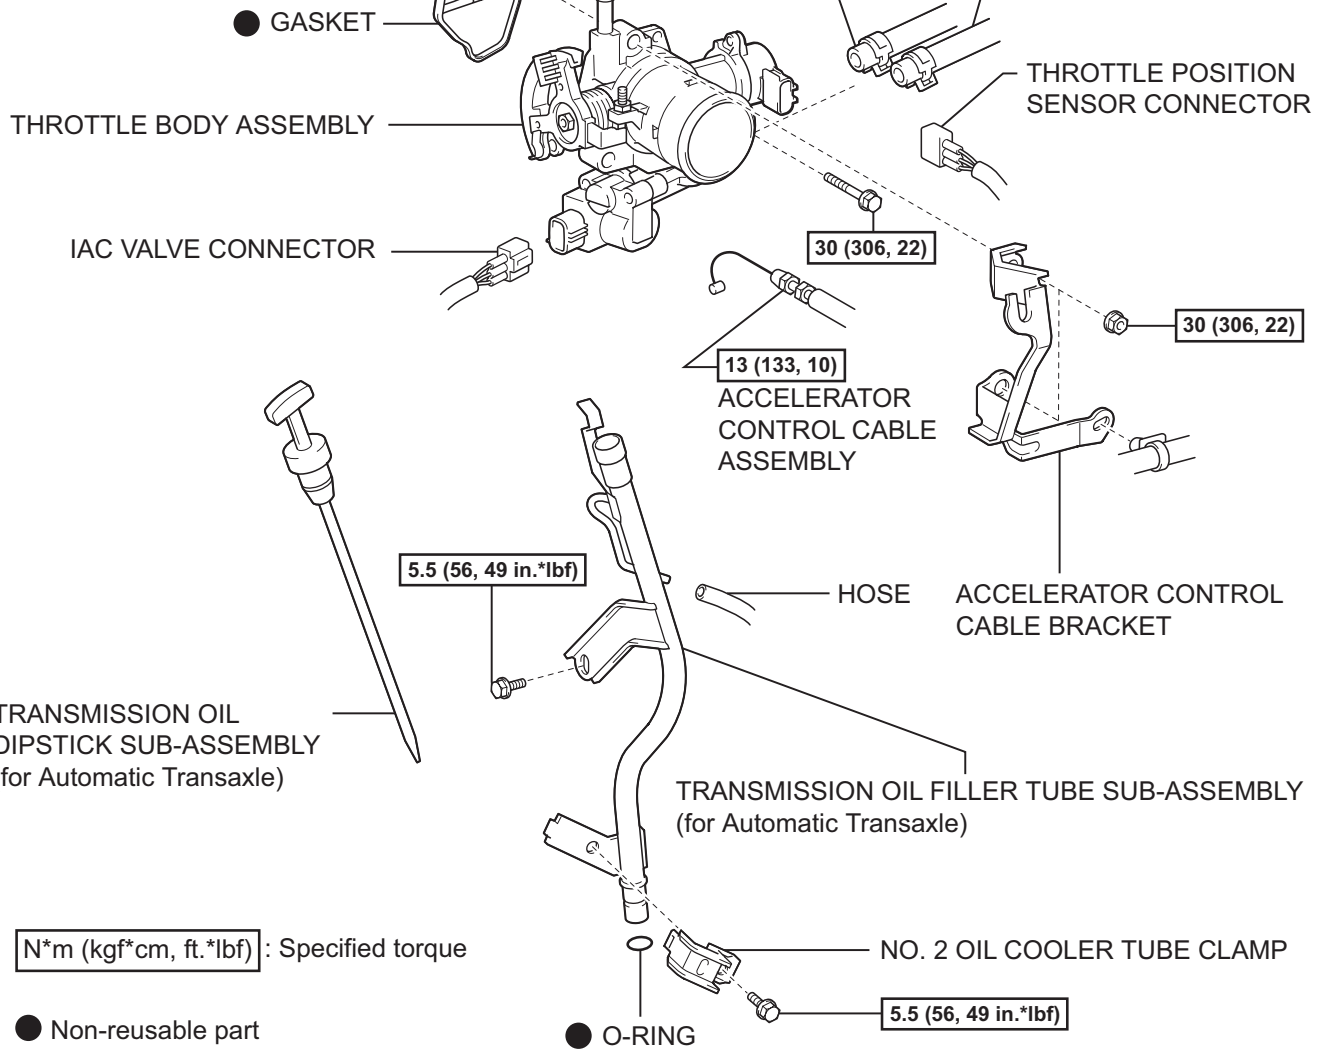 GASKET
THROTTLE POSITION
SENSOR CONNECTOR
THROTTLE BODY ASSEMBLY
IAC VALVE CONNECTOR
30 (306, 22)
30 (306, 22)
13 (133, 10)
ACCELERATOR
CONTROL CABLE
ASSEMBLY
5.5 (56, 49 in.*lbf)
HOSE
ACCELERATOR CONTROL
CABLE BRACKET
TRANSMISSION OIL
DIPSTICK SUB-ASSEMBLY
(for Automatic Transaxle)
TRANSMISSION OIL FILLER TUBE SUB-ASSEMBLY
(for Automatic Transaxle)
N*m (kgf*cm, ft.*lbf) : Specified torque
NO. 2 OIL COOLER TUBE CLAMP
C
5.5 (56, 49 in.*lbf)
Non-reusable part
O-RING